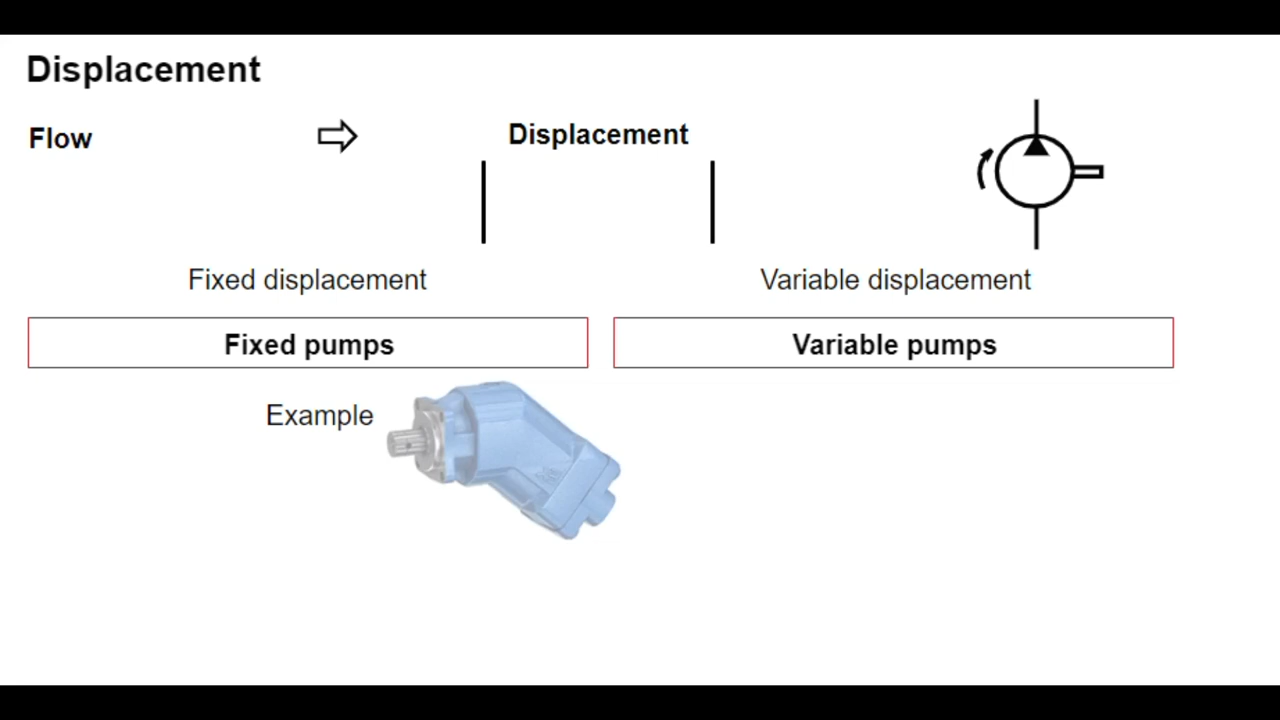 Displacement
Flow
Displacement
Fixed displacement
Variable displacement
Fixed pumps
Variable pumps
Example